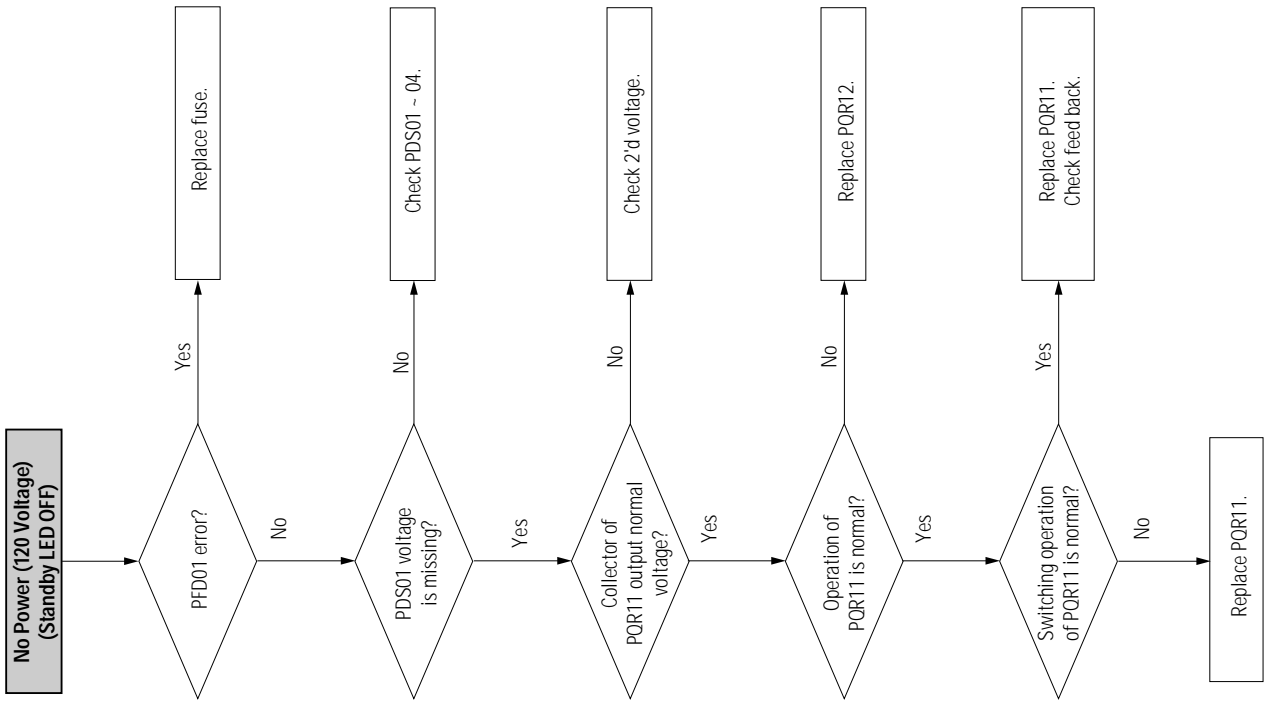 No Power (120 Voltage)
(Standby LED OFF)
PFD01 error?
Yes
Replace fuse.
No
PDS01 voltage
is missing?
No
Check PDS01 ~ 04.
Yes
Collector of
PQR11 output normal
voltage?
No
Check 2'd voltage.
Yes
Operation of
PQR11 is normal?
No
Replace PQR12.
Yes
Switching operation
of PQR11 is normal?
Yes
Replace PQR11.
Check feed back.
No
Replace PQR11.